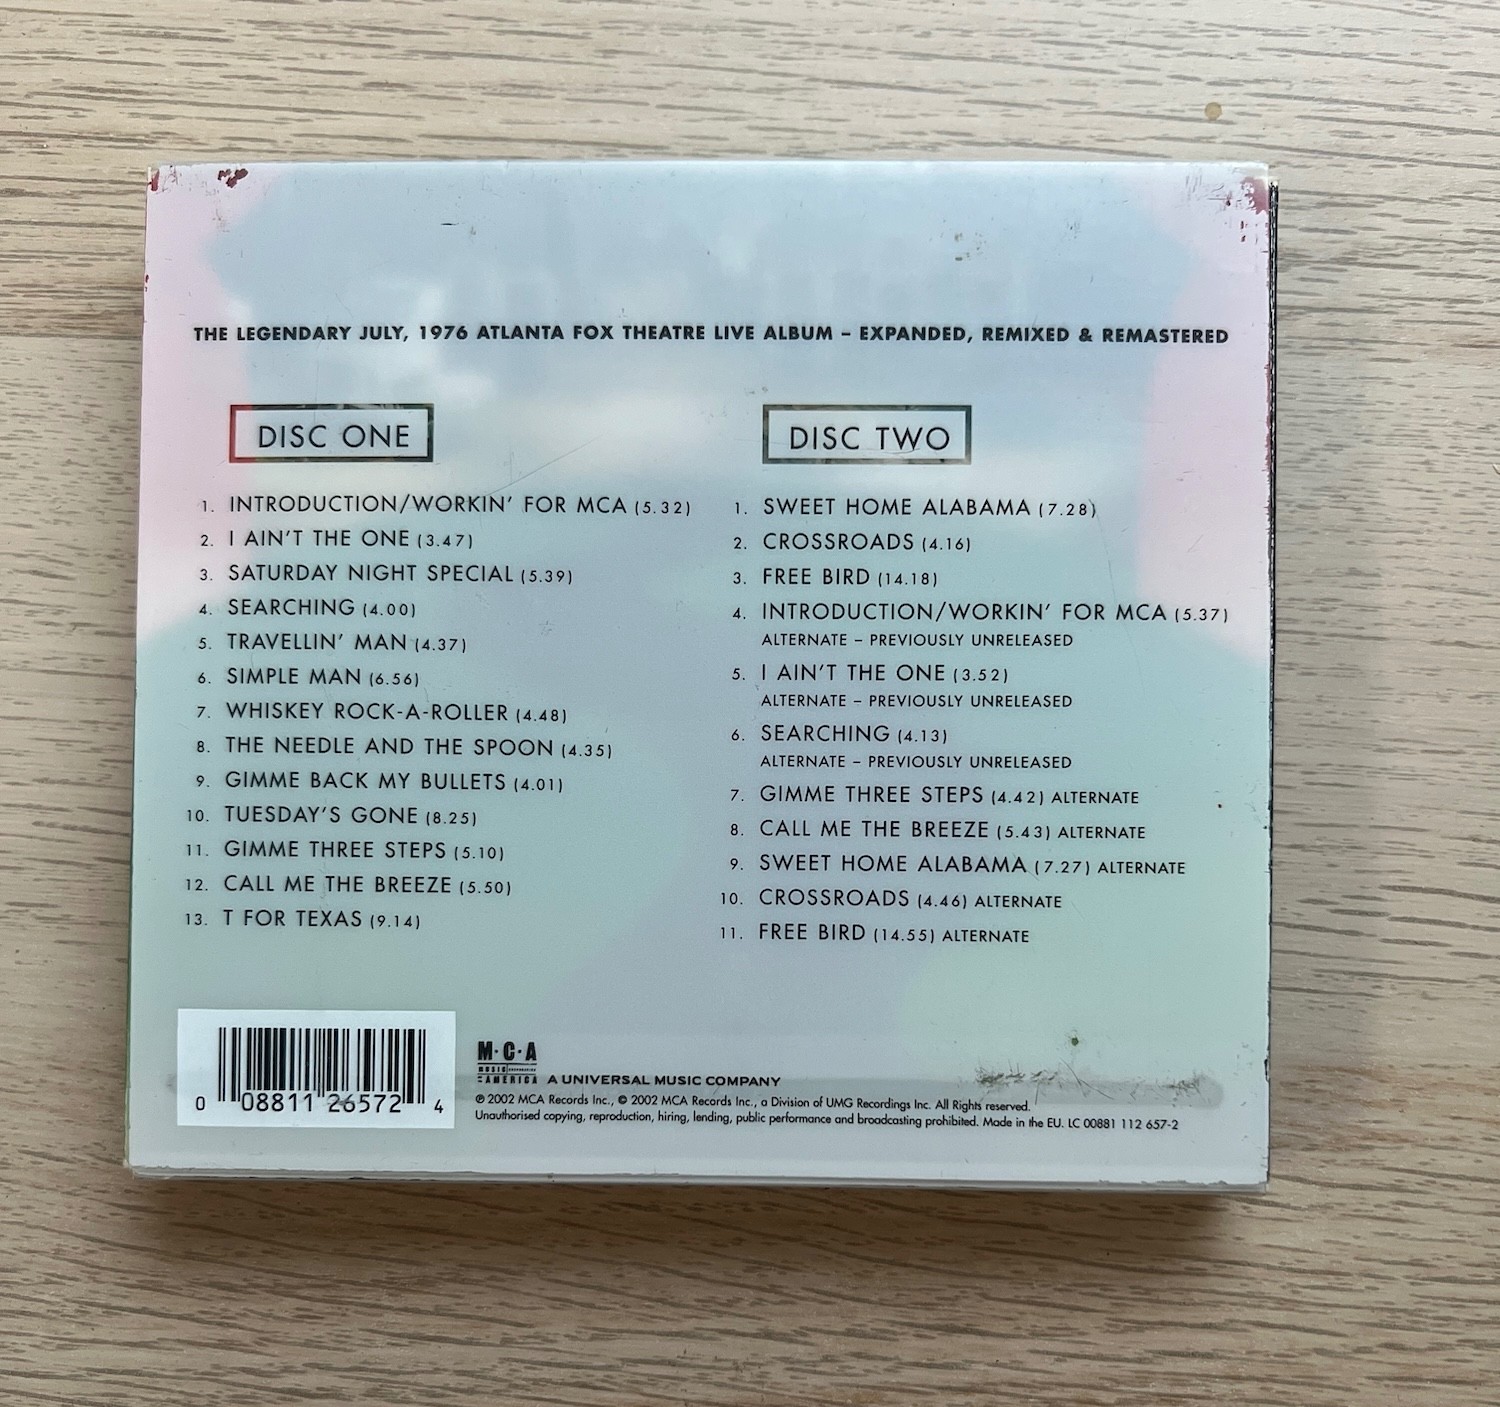 THE LEGENDARY JULY, 1976 ATLANTA FOX THEATRE LIVE ALBUM – EXPANDED, REMIXED & REMASTERED
DISC ONE
1. INTRODUCTION/WORKIN' FOR MCA (5.32)
2. I AIN'T THE ONE (3.47)
3. SATURDAY NIGHT SPECIAL (5.39)
4. SEARCHING (4.00)
5. TRAVELLIN' MAN (4.37)
6. SIMPLE MAN (6.56)
7. WHISKEY ROCK-A-ROLLER (4.48)
8. THE NEEDLE AND THE SPOON (4.35)
9. GIMME BACK MY BULLETS (4.01)
10. TUESDAY'S GONE (8.25)
11. GIMME THREE STEPS (5.10)
12. CALL ME THE BREEZE (5.50)
13. T FOR TEXAS (9.14)
DISC TWO
1. SWEET HOME ALABAMA (7.28)
2. CROSSROADS (4.16)
3. FREE BIRD (14.18)
4. INTRODUCTION/WORKIN' FOR MCA (5.37)
ALTERNATE – PREVIOUSLY UNRELEASED
5. I AIN'T THE ONE (3.52)
ALTERNATE – PREVIOUSLY UNRELEASED
6. SEARCHING (4.13)
ALTERNATE – PREVIOUSLY UNRELEASED
7. GIMME THREE STEPS (4.42) ALTERNATE
8. CALL ME THE BREEZE (5.43) ALTERNATE
9. SWEET HOME ALABAMA (7.27) ALTERNATE
10. CROSSROADS (4.46) ALTERNATE
11. FREE BIRD (14.55) ALTERNATE
0 08811 26572 4
M·C·A
MUSIC
AMERICA
A UNIVERSAL MUSIC COMPANY
℗ 2002 MCA Records Inc., © 2002 MCA Records Inc., a Division of UMG Recordings Inc. All Rights reserved.
Unauthorised copying, reproduction, hiring, lending, public performance and broadcasting prohibited. Made in the EU. LC 00881 112 657-2